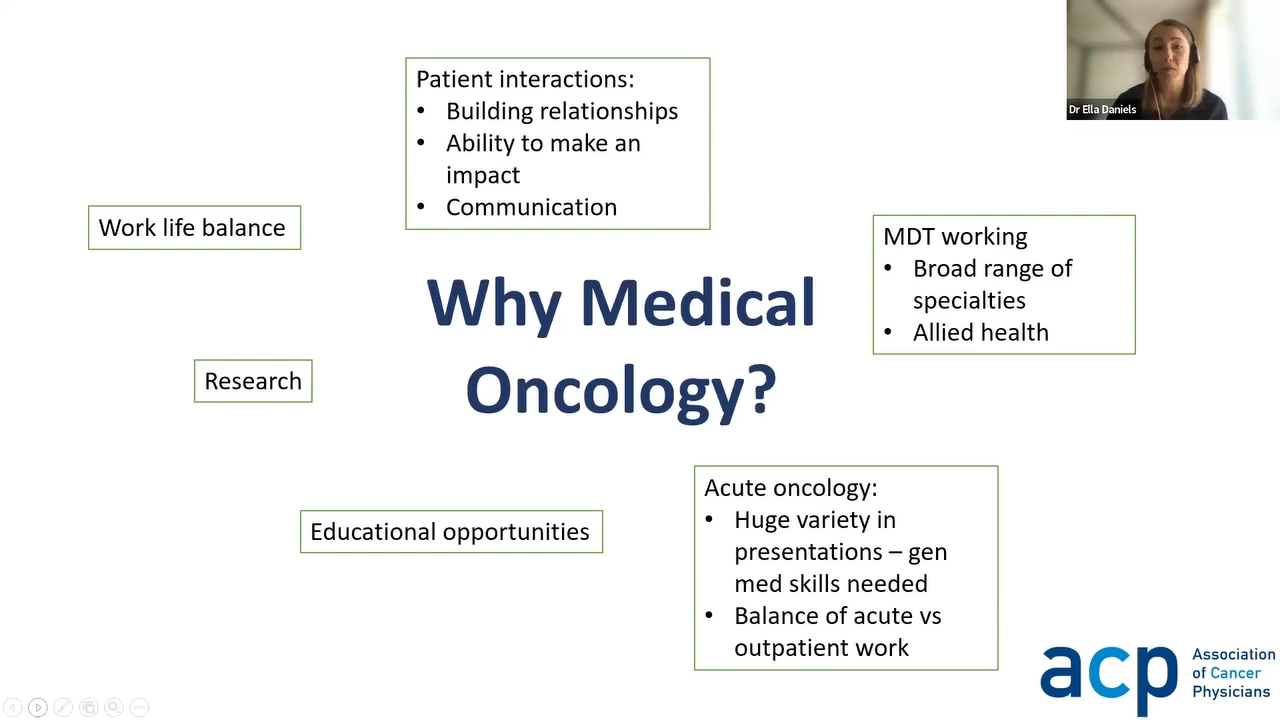 Dr Ella Daniels
Patient interactions:
• Building relationships
• Ability to make an
impact
• Communication
Work life balance
MDT working
• Broad range of
specialties
• Allied health
Why Medical
Oncology?
Research
Educational opportunities
Acute oncology:
• Huge variety in
presentations – gen
med skills needed
• Balance of acute vs
outpatient work
acp
Association
of Cancer
Physicians